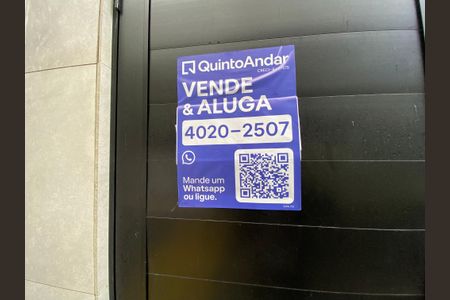 QuintoAndar
VENDE
& ALUGA
4020-2507
Mande um
Whatsapp
ou ligue.